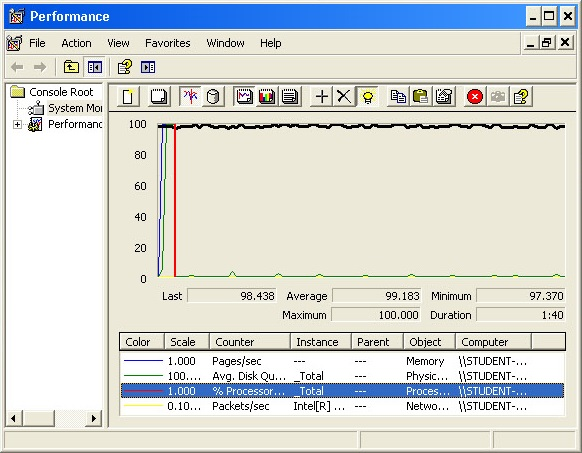 Performance
File Action View Favorites Window Help
Console Root
System Mor
Performanc
100
80
60
40
20
0
Last 98.438 Average 99.183 Minimum 97.370
Maximum 100.000 Duration 1:40
Color Scale Counter Instance Parent Object Computer
1.000 Pages/sec --- --- Memory \\STUDENT-...
100.... Avg. Disk Qu... _Total --- Physic... \\STUDENT-...
1.000 % Processor... _Total --- Proces... \\STUDENT-...
0.10... Packets/sec Intel[R] ... --- Netwo... \\STUDENT-...